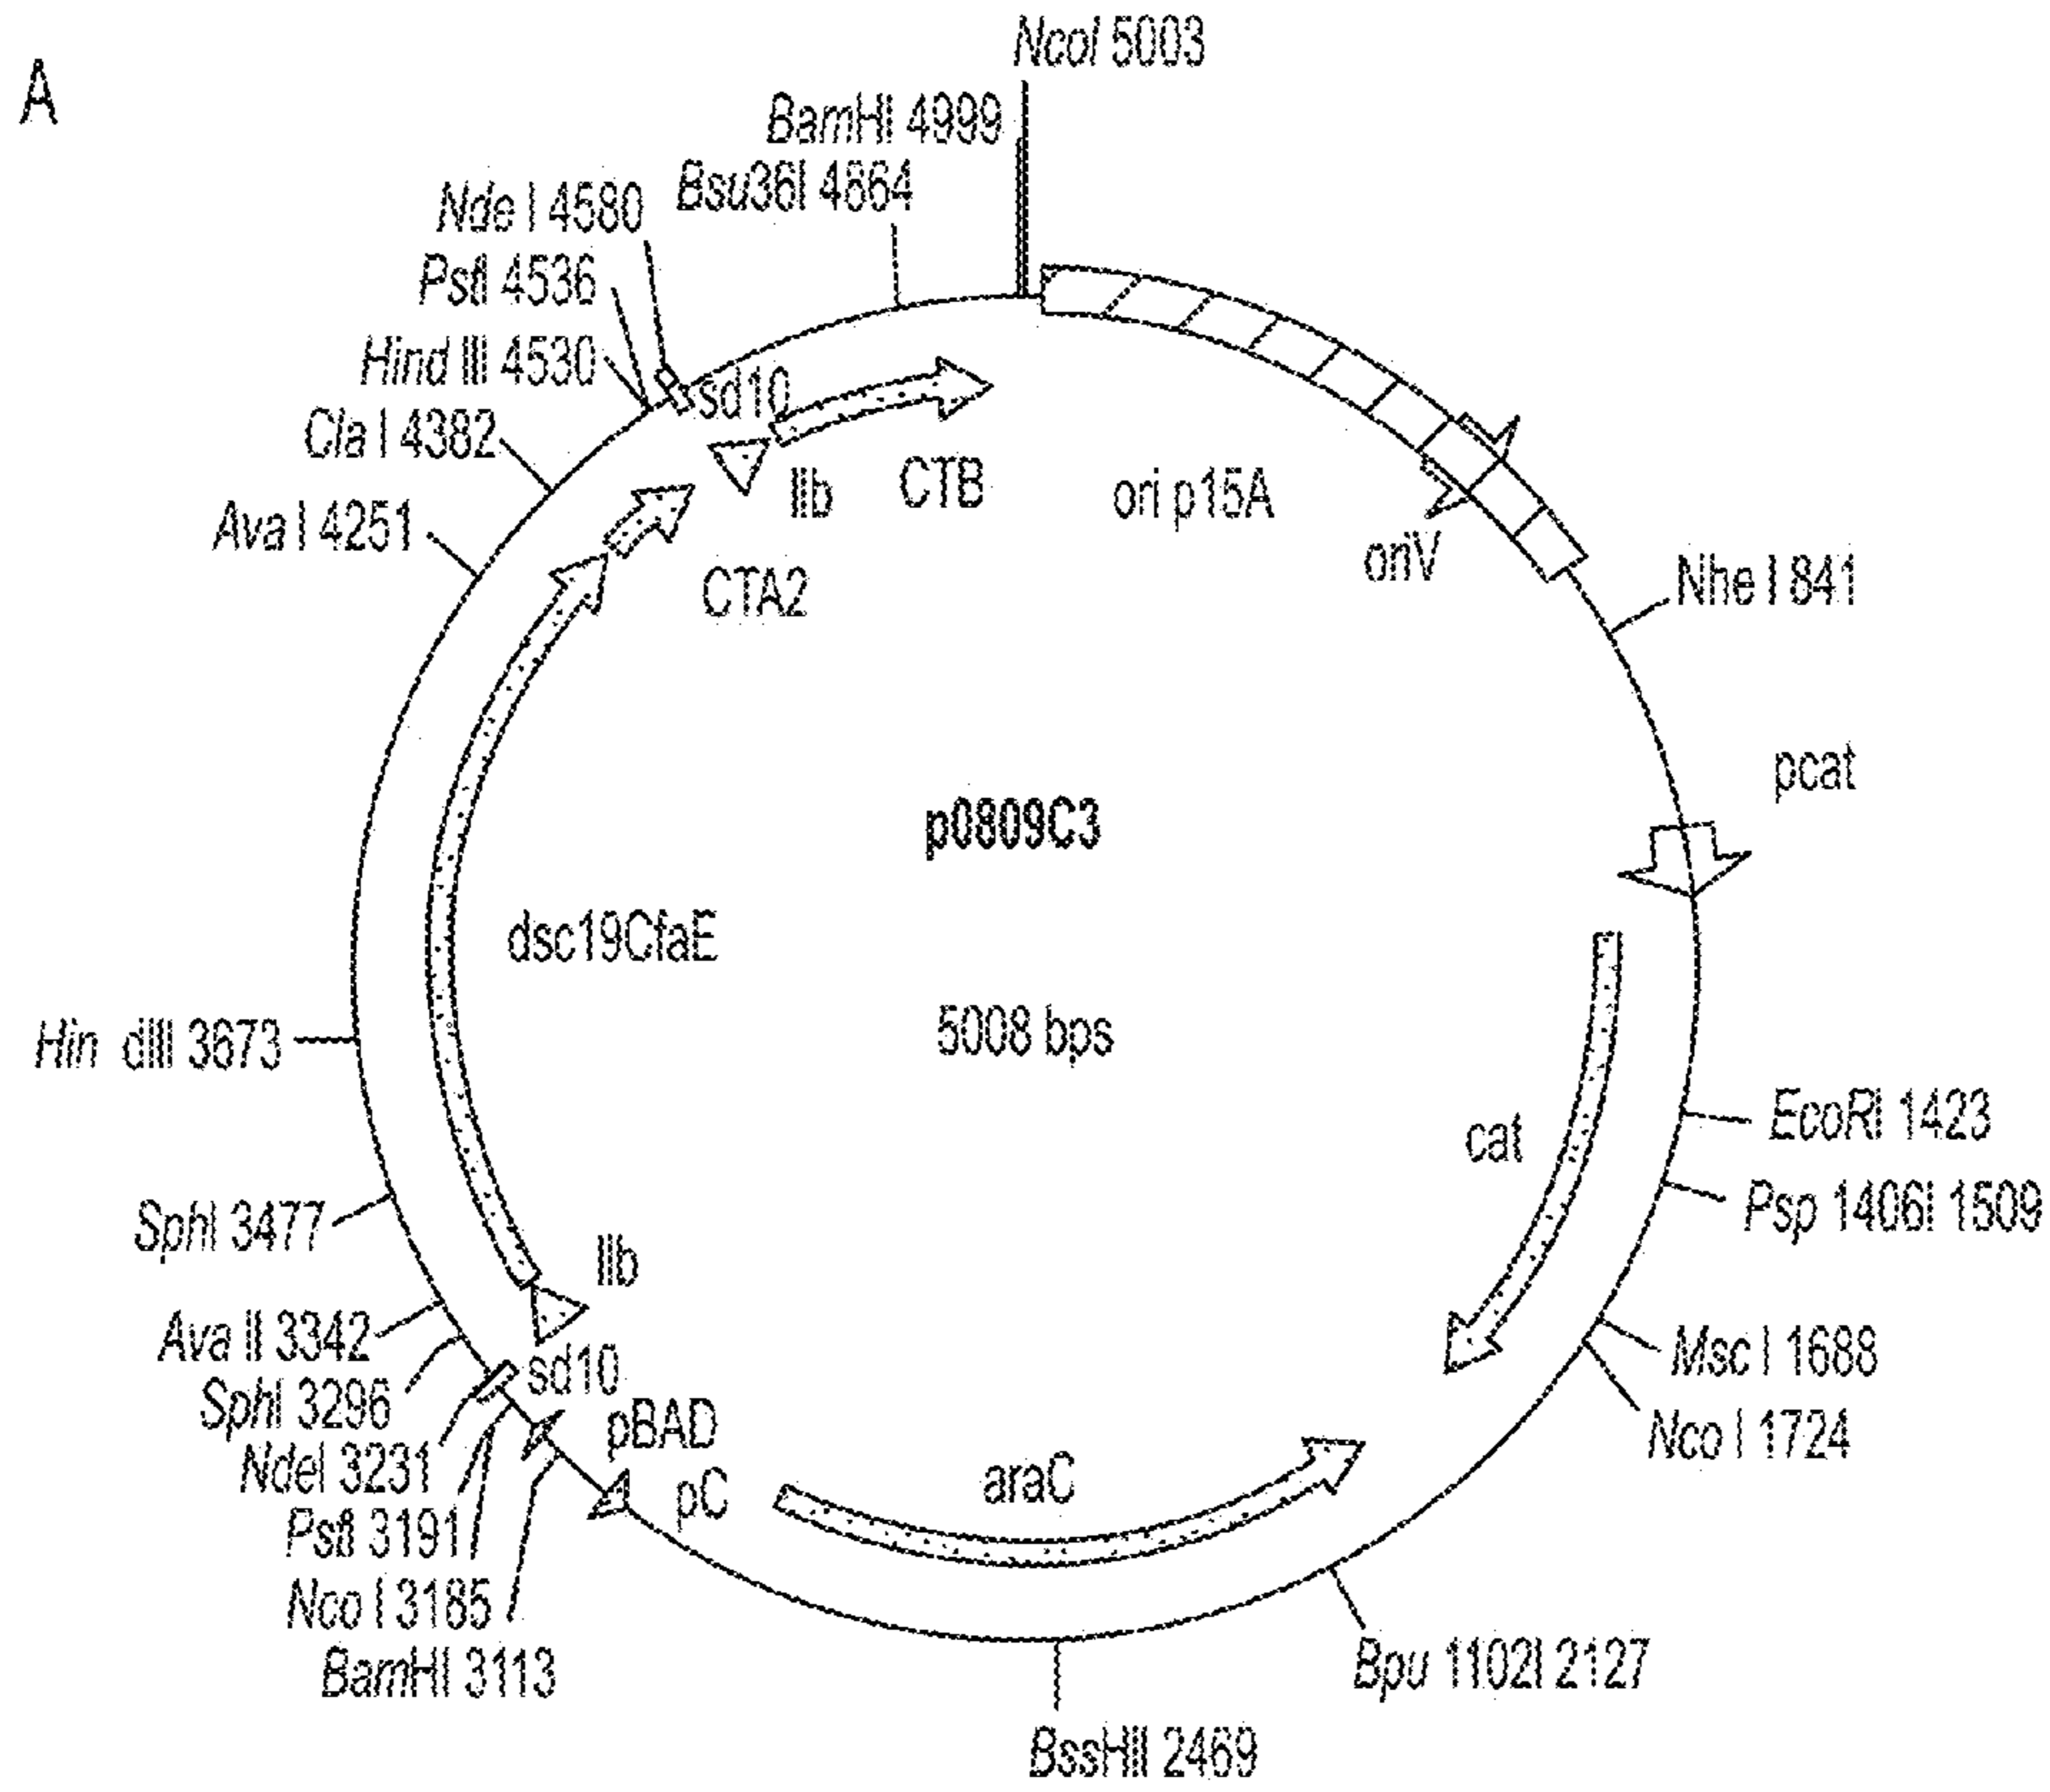 A
NcoI 5003
BamHI 4999
Bsu36I 4864
Nde I 4580
PstI 4536
Hind III 4530
Cla I 4382
Ava I 4251
sd10
IIb
CTB
ori p15A
oriV
CTA2
Nhe I 841
pcat
p0809C3
dsc19CfaE
5008 bps
Hin dIII 3673
cat
EcoRI 1423
Psp 1406I 1509
SphI 3477
IIb
Ava II 3342
sd10
SphI 3296
Msc I 1688
Nco I 1724
pBAD
NdeI 3231
pC
araC
PstI 3191
Nco I 3185
BamHI 3113
Bpu 1102I 2127
BssHII 2469